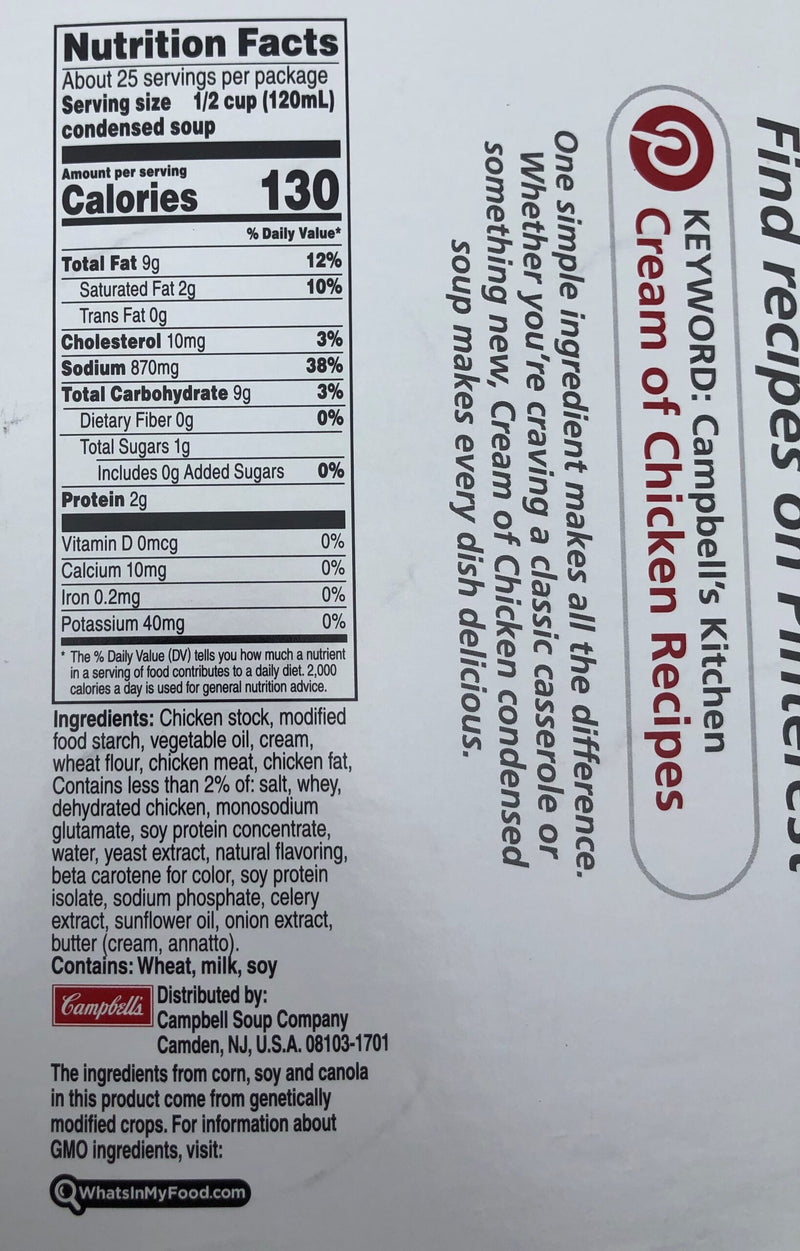 Nutrition Facts
About 25 servings per package
Serving size 1/2 cup (120mL)
condensed soup
Amount per serving
Calories 130
% Daily Value*
Total Fat 9g 12%
Saturated Fat 2g 10%
Trans Fat 0g
Cholesterol 10mg 3%
Sodium 870mg 38%
Total Carbohydrate 9g 3%
Dietary Fiber 0g 0%
Total Sugars 1g
Includes 0g Added Sugars 0%
Protein 2g
Vitamin D 0mcg 0%
Calcium 10mg 0%
Iron 0.2mg 0%
Potassium 40mg 0%
* The % Daily Value (DV) tells you how much a nutrient
in a serving of food contributes to a daily diet. 2,000
calories a day is used for general nutrition advice.
Ingredients: Chicken stock, modified
food starch, vegetable oil, cream,
wheat flour, chicken meat, chicken fat,
Contains less than 2% of: salt, whey,
dehydrated chicken, monosodium
glutamate, soy protein concentrate,
water, yeast extract, natural flavoring,
beta carotene for color, soy protein
isolate, sodium phosphate, celery
extract, sunflower oil, onion extract,
butter (cream, annatto).
Contains: Wheat, milk, soy
Campbell's
Distributed by:
Campbell Soup Company
Camden, NJ, U.S.A. 08103-1701
The ingredients from corn, soy and canola
in this product come from genetically
modified crops. For information about
GMO ingredients, visit:
WhatsInMyFood.com
Find recipes on Pinterest
KEYWORD: Campbell's Kitchen
Cream of Chicken Recipes
One simple ingredient makes all the difference.
Whether you're craving a classic casserole or
something new, Cream of Chicken condensed
soup makes every dish delicious.